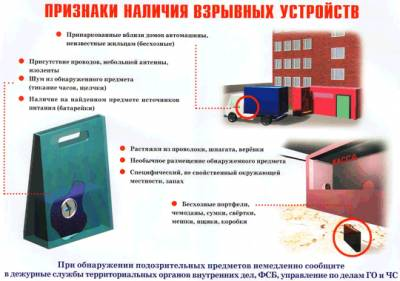 ПРИЗНАКИ НАЛИЧИЯ ВЗРЫВНЫХ УСТРОЙСТВ
Припаркованные вблизи домов автомашины,
неизвестные жильцам (бесхозные)
Присутствие проводов, небольшой антенны,
изоленты
Шум из обнаруженного предмета
(тиканье часов, щелчки)
Наличие на найденном предмете источников
питания (батарейки)
Растяжки из проволоки, шпагата, верёвки
Необычное размещение обнаруженного предмета
Специфический, не свойственный окружающей
местности, запах
КАССА
Бесхозные портфели,
чемоданы, сумки, свёртки,
мешки, ящики, коробки
При обнаружении подозрительных предметов немедленно сообщите
в дежурные службы территориальных органов внутренних дел, ФСБ, управление по делам ГО и ЧС